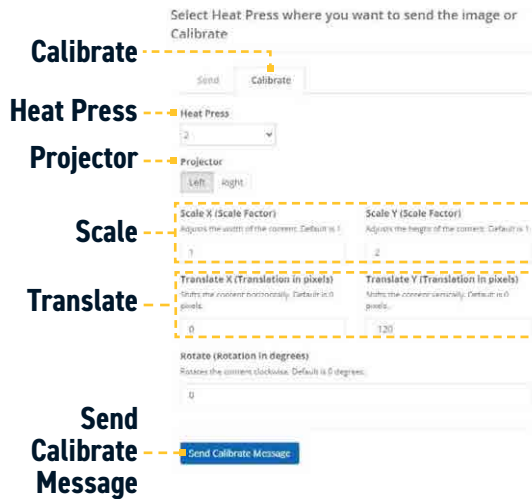 Select Heat Press where you want to send the image or
Calibrate
Calibrate
Send Calibrate
Heat Press
Heat Press
2
Projector
Projector
Left Right
Scale
Scale X (Scale Factor) Scale Y (Scale Factor)
Adjusts the width of the content. Default is 1 Adjusts the height of the content. Default is 1
1 2
Translate
Translate X (Translation in pixels) Translate Y (Translation in pixels)
Shifts the content horizontally. Default is 0 Shifts the content vertically. Default is 0
pixels. pixels.
0 120
Rotate (Rotation in degrees)
Rotates the content clockwise. Default is 0 degrees.
0
Send
Calibrate
Message
Send Calibrate Message